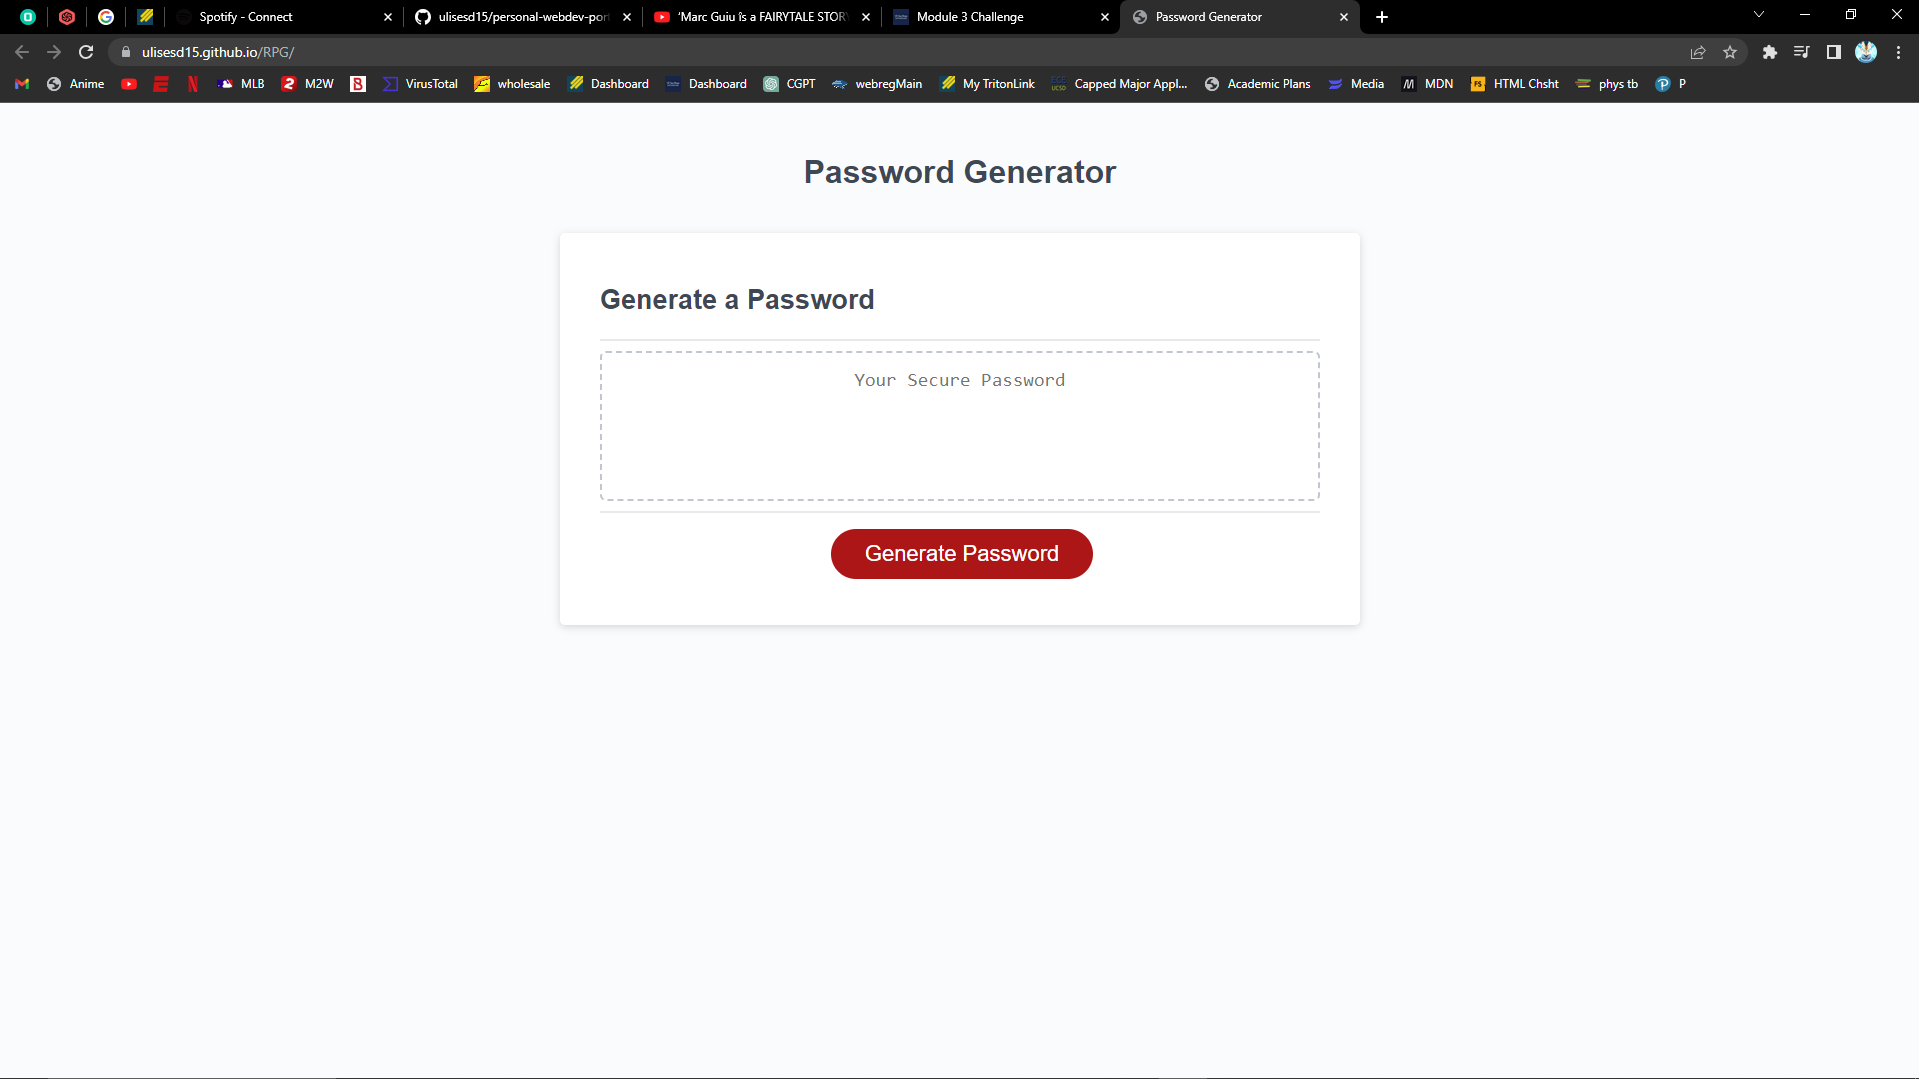 Spotify - Connect
ulisesd15/personal-webdev-por
'Marc Guiu is a FAIRYTALE STORY
Module 3 Challenge
Password Generator
ulisesd15.github.io/RPG/
Anime
MLB
M2W
VirusTotal
wholesale
Dashboard
Dashboard
CGPT
webregMain
My TritonLink
Capped Major Appl...
Academic Plans
Media
MDN
HTML Chsht
phys tb
P
Password Generator
Generate a Password
Your Secure Password
Generate Password